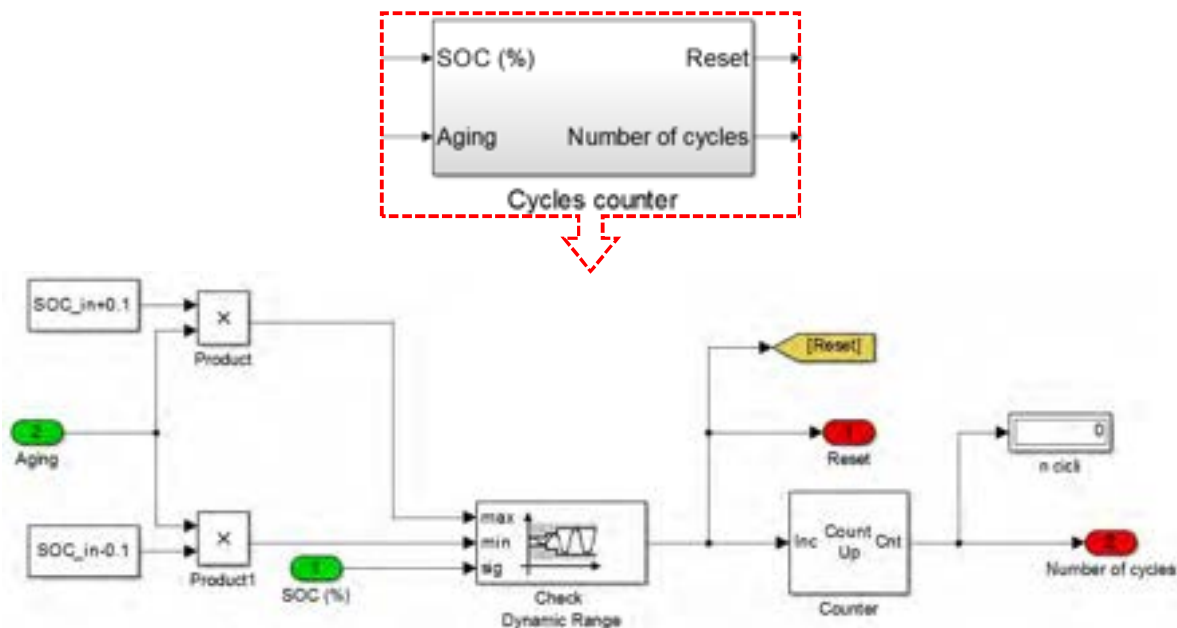 SOC (%)
Reset
Aging
Number of cycles
Cycles counter
SOC_in+0.1
×
Product
[Reset]
2
Aging
1
Reset
0
n cicli
SOC_in-0.1
×
Product1
1
SOC (%)
max
min
sig
Check
Dynamic Range
Inc
Count
Up
Cnt
Counter
2
Number of cycles